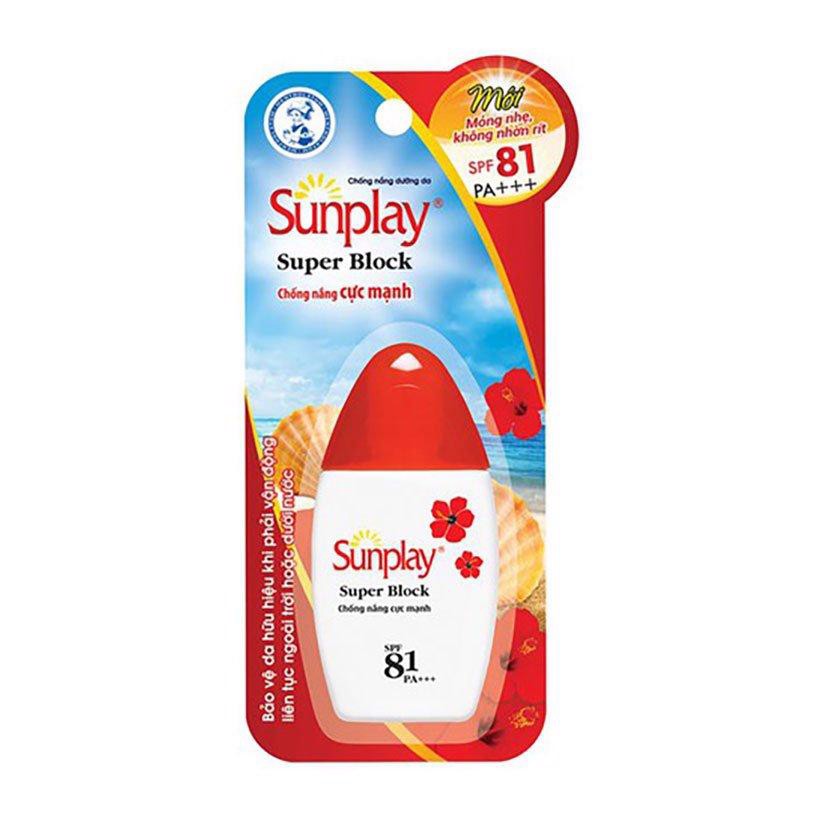 Mới
Mỏng nhẹ,
không nhờn rít
SPF 81
PA+++
Chống nắng dưỡng da
Sunplay®
Super Block
Chống nắng cực mạnh
Bảo vệ da hữu hiệu khi phải vận động
liên tục ngoài trời hoặc dưới nước
Sunplay®
Super Block
Chống nắng cực mạnh
SPF
81
PA+++